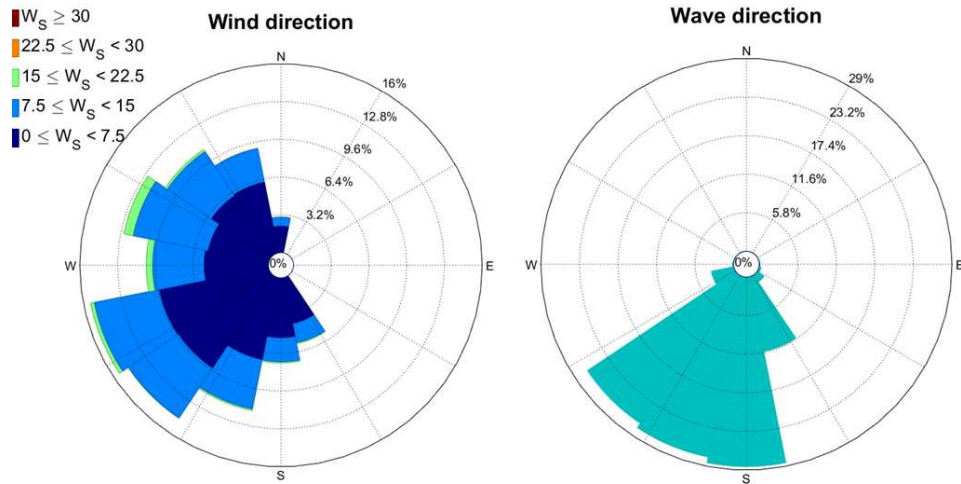 W_S ≥ 30
22.5 ≤ W_S < 30
15 ≤ W_S < 22.5
7.5 ≤ W_S < 15
0 ≤ W_S < 7.5
Wind direction
N
16%
12.8%
9.6%
6.4%
3.2%
0%
W
E
S
Wave direction
N
29%
23.2%
17.4%
11.6%
5.8%
0%
W
E
S